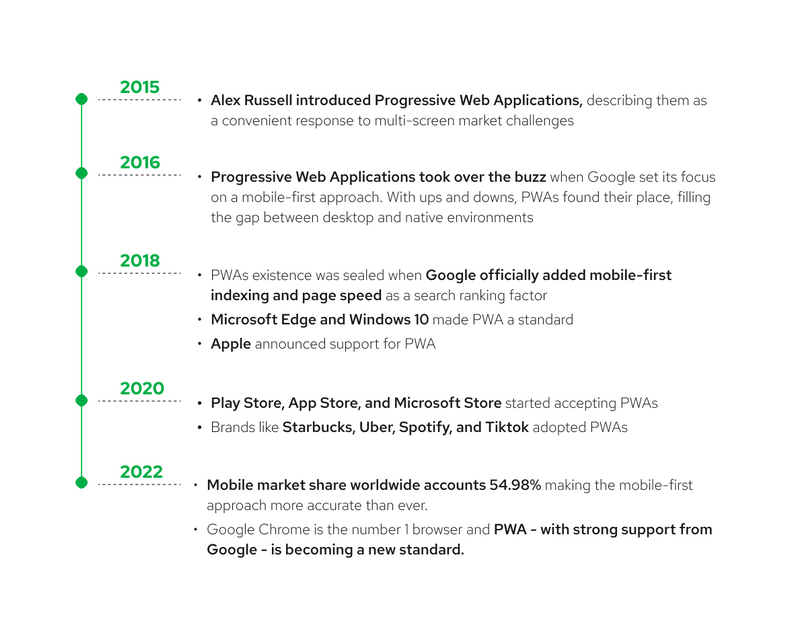 2015
• Alex Russell introduced Progressive Web Applications, describing them as
a convenient response to multi-screen market challenges
2016
• Progressive Web Applications took over the buzz when Google set its focus
on a mobile-first approach. With ups and downs, PWAs found their place, filling
the gap between desktop and native environments
2018
• PWAs existence was sealed when Google officially added mobile-first
indexing and page speed as a search ranking factor
• Microsoft Edge and Windows 10 made PWA a standard
• Apple announced support for PWA
2020
• Play Store, App Store, and Microsoft Store started accepting PWAs
• Brands like Starbucks, Uber, Spotify, and Tiktok adopted PWAs
2022
• Mobile market share worldwide accounts 54.98% making the mobile-first
approach more accurate than ever.
• Google Chrome is the number 1 browser and PWA - with strong support from
Google - is becoming a new standard.